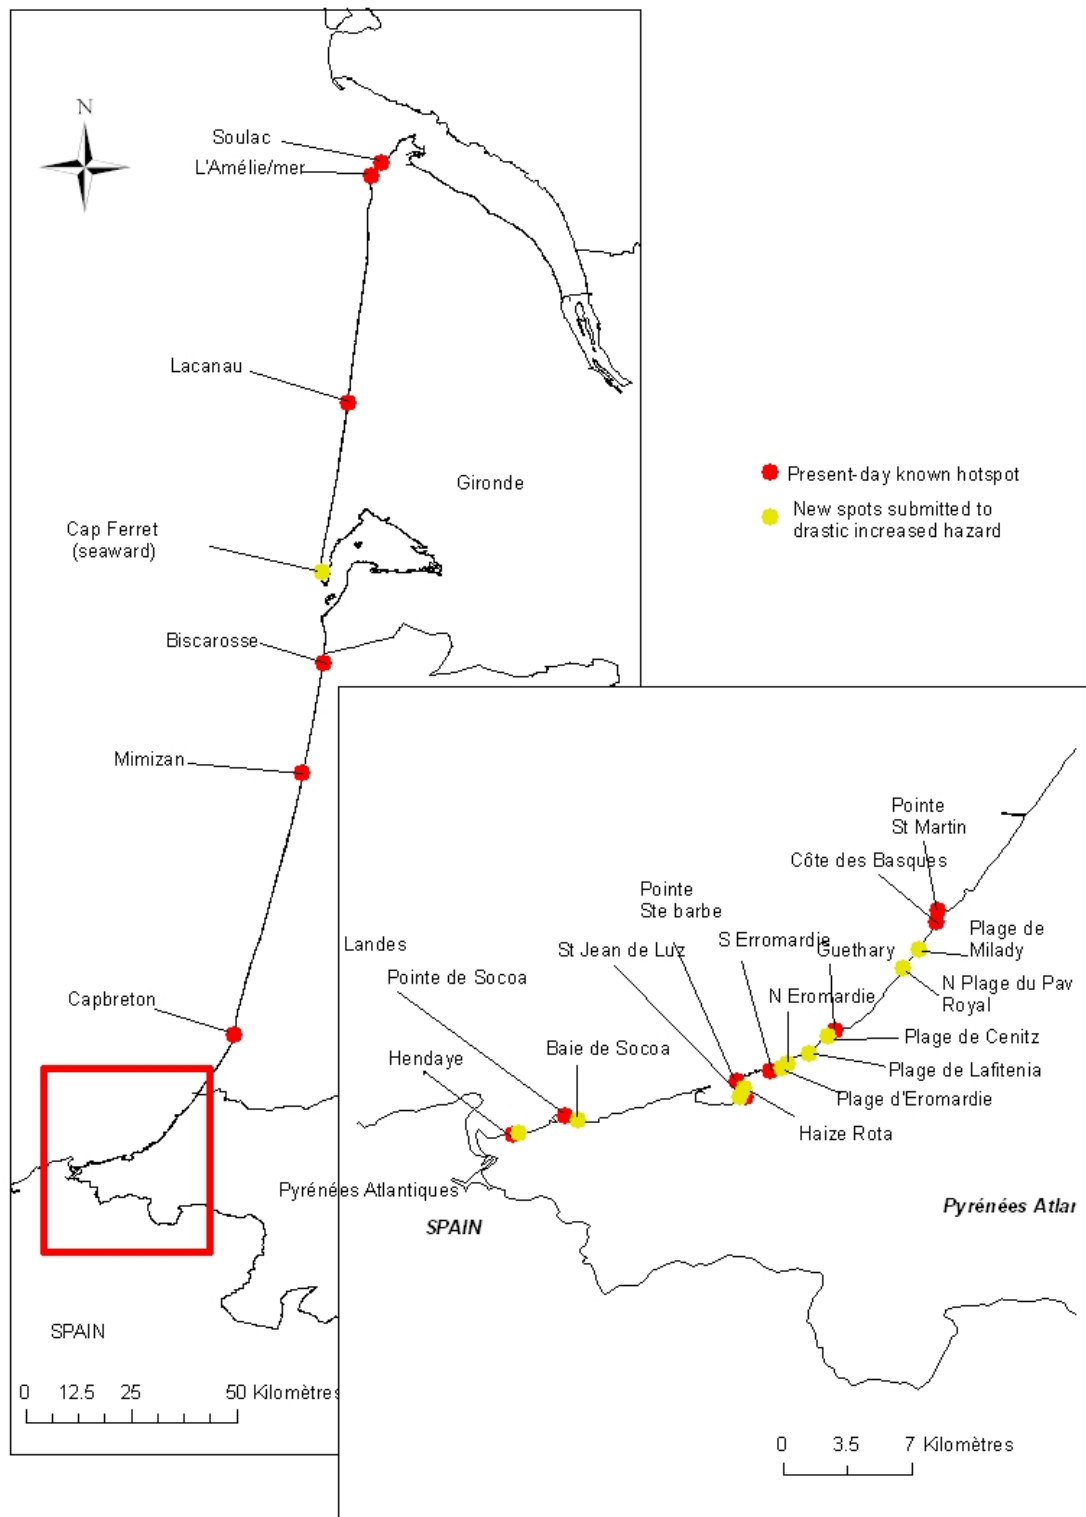 N
Soulac
L'Amélie/mer
Lacanau
Gironde
Cap Ferret
(seaward)
Biscarosse
Mimizan
Capbreton
SPAIN
0 12.5 25 50 Kilomètres
Present-day known hotspot
New spots submitted to
drastic increased hazard
Pointe
St Martin
Côte des Basques
Pointe
Ste barbe
Landes
St Jean de Luz
S Erromardie
Guethary
Plage de
Milady
Pointe de Socoa
N Eromardie
N Plage du Pav
Royal
Hendaye
Baie de Socoa
Plage de Cenitz
Plage de Lafitenia
Plage d'Eromardie
Haize Rota
Pyrénées Atlantiques
SPAIN
Pyrénées Atlar
0 3.5 7 Kilomètres